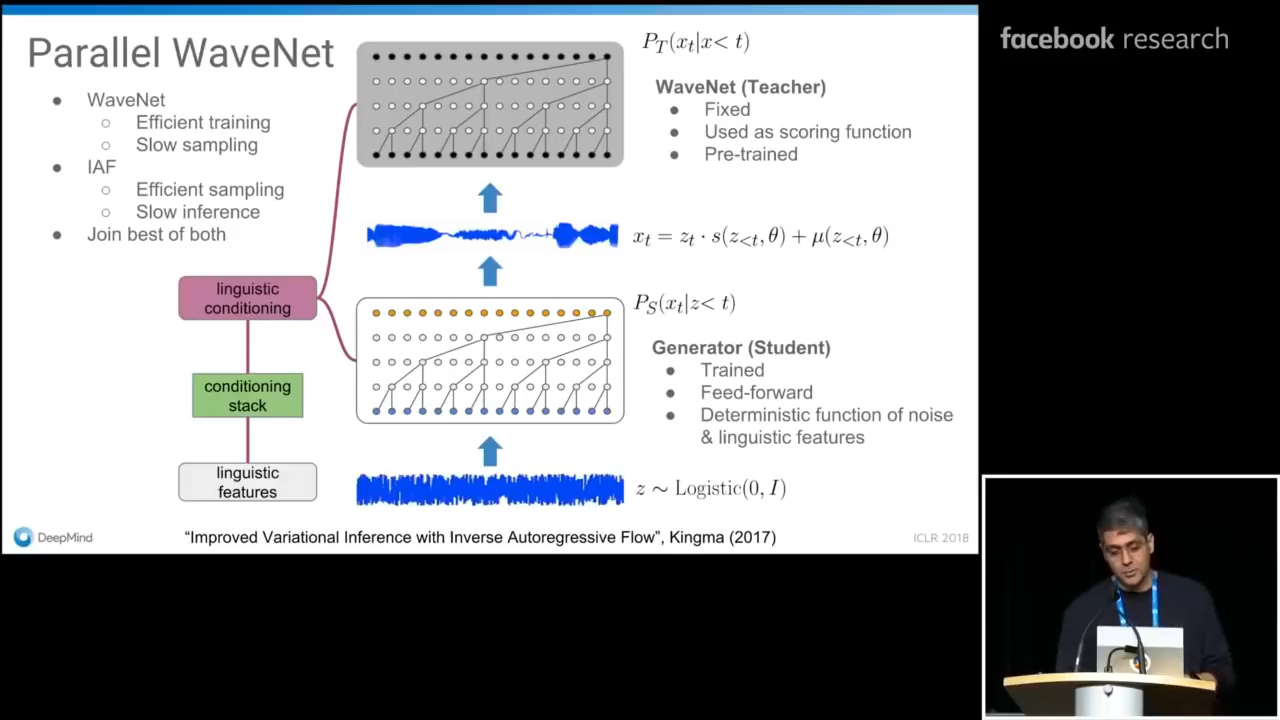 facebook research
Parallel WaveNet
● WaveNet
○ Efficient training
○ Slow sampling
● IAF
○ Efficient sampling
○ Slow inference
● Join best of both
linguistic
conditioning
conditioning
stack
linguistic
features
P_T(x_t|x< t)
WaveNet (Teacher)
● Fixed
● Used as scoring function
● Pre-trained
x_t = z_t · s(z_{<t}, θ) + μ(z_{<t}, θ)
P_S(x_t|z< t)
Generator (Student)
● Trained
● Feed-forward
● Deterministic function of noise
& linguistic features
z ∼ Logistic(0, I)
DeepMind
“Improved Variational Inference with Inverse Autoregressive Flow”, Kingma (2017)
ICLR 2018